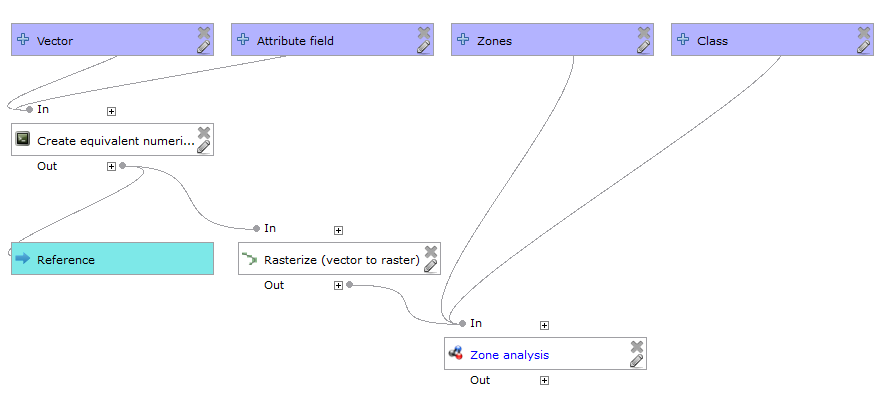 Vector
Attribute field
Zones
Class
In
Create equivalent numeri...
Out
In
Reference
Rasterize (vector to raster)
Out
In
Zone analysis
Out